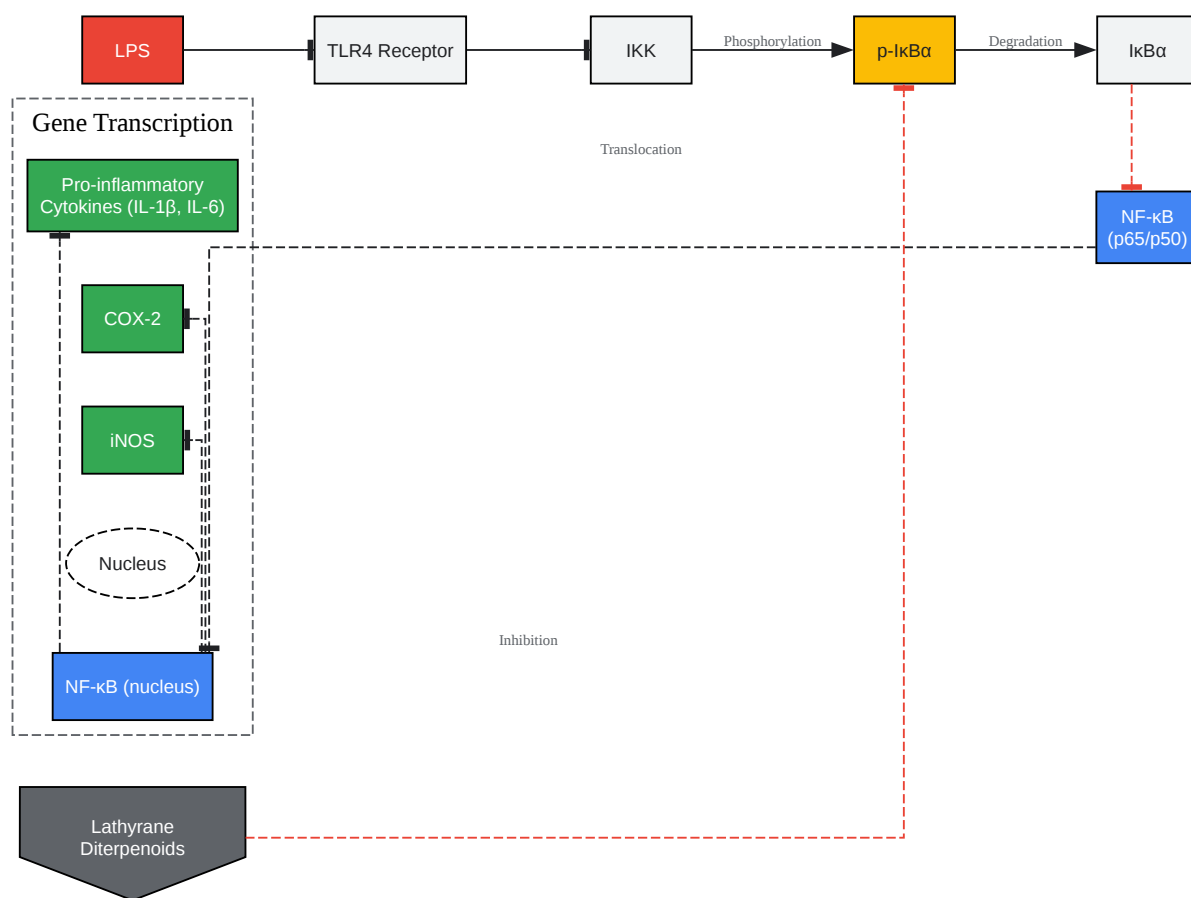 LPS
TLR4 Receptor
IKK
Phosphorylation
p-IκBα
Degradation
IκBα
Gene Transcription
Translocation
Pro-inflammatory
Cytokines (IL-1β, IL-6)
NF-κB
(p65/p50)
COX-2
iNOS
Nucleus
Inhibition
NF-κB (nucleus)
Lathyrane
Diterpenoids